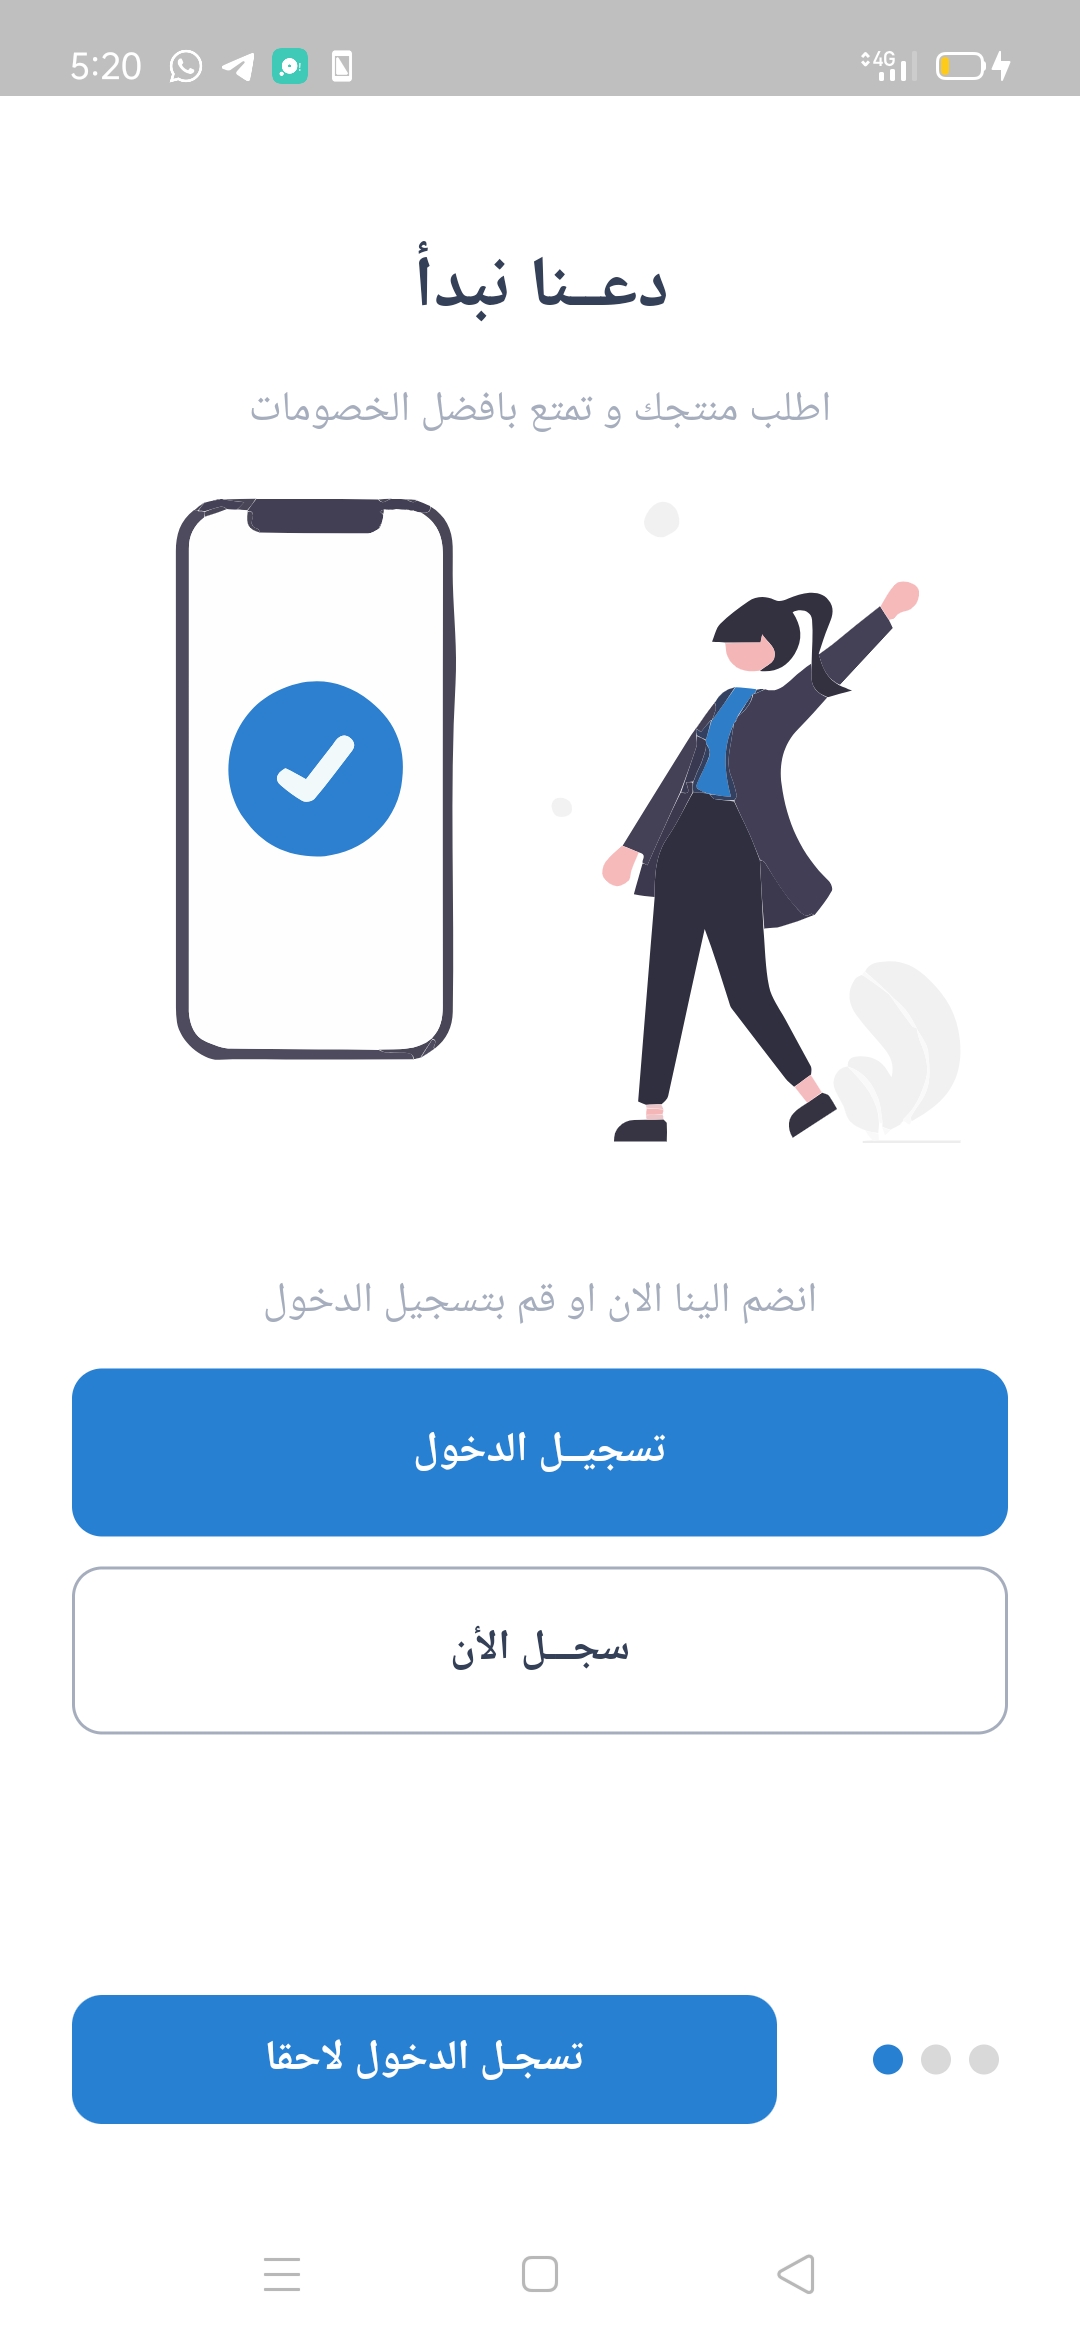 5:20
4G
دعـنا نبدأ
اطلب منتجك و تمتع بافضل الخصومات
انضم الينا الان او قم بتسجيل الدخول
تسجيـل الدخول
سجـل الأن
تسجـل الدخول لاحقا